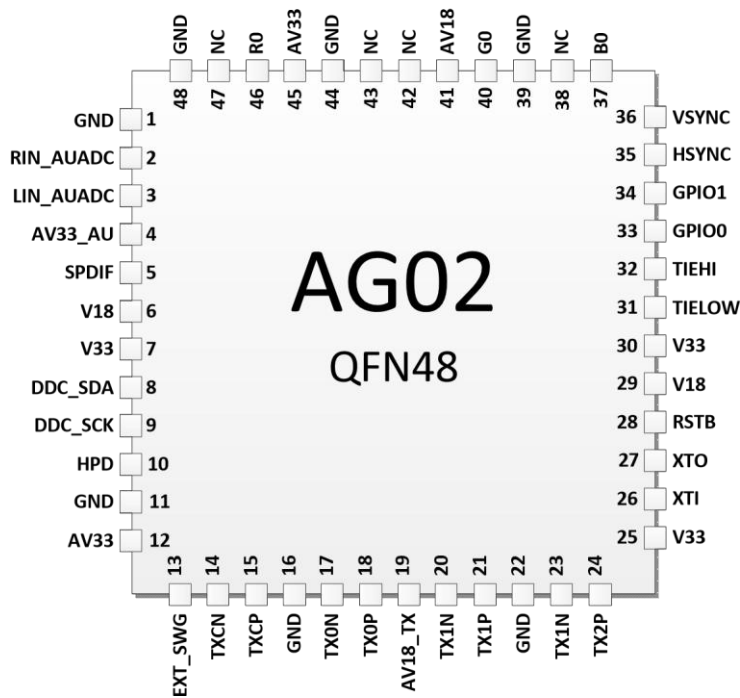 GND NC R0 AV33 GND NC NC AV18 G0 GND NC B0
48 47 46 45 44 43 42 41 40 39 38 37
GND 1
RIN_AUADC 2
LIN_AUADC 3
AV33_AU 4
SPDIF 5
V18 6
V33 7
DDC_SDA 8
DDC_SCK 9
HPD 10
GND 11
AV33 12
AG02
QFN48
36 VSYNC
35 HSYNC
34 GPIO1
33 GPIO0
32 TIEHI
31 TIELOW
30 V33
29 V18
28 RSTB
27 XTO
26 XTI
25 V33
13 14 15 16 17 18 19 20 21 22 23 24
EXT_SWG TXCN TXCP GND TX0N TX0P AV18_TX TX1N TX1P GND TX1N TX2P